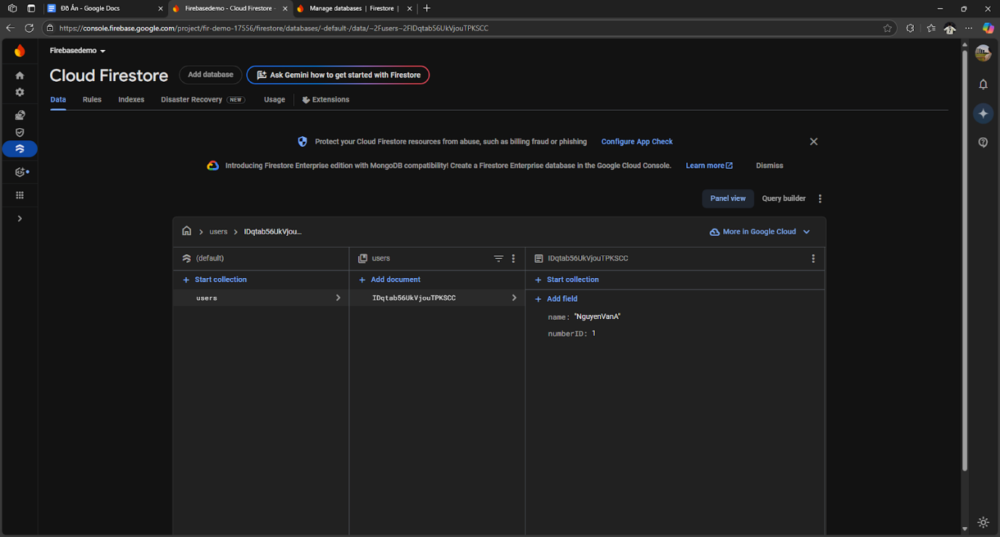 Đồ Án - Google Docs
Firebasedemo - Cloud Firestore -
Manage databases | Firestore |
https://console.firebase.google.com/project/fir-demo-17556/firestore/databases/-default-/data/~2Fusers~2FIDqtab56UkVjouTPKSCC
Firebasedemo
Cloud Firestore
Add database
Ask Gemini how to get started with Firestore
Data
Rules
Indexes
Disaster Recovery NEW
Usage
Extensions
Protect your Cloud Firestore resources from abuse, such as billing fraud or phishing Configure App Check
Introducing Firestore Enterprise edition with MongoDB compatibility! Create a Firestore Enterprise database in the Google Cloud Console. Learn more Dismiss
Panel view
Query builder
users
IDqtab56UkVjou...
More in Google Cloud
(default)
users
IDqtab56UkVjouTPKSCC
+ Start collection
+ Add document
+ Start collection
users
IDqtab56UkVjouTPKSCC
+ Add field
name: "NguyenVanA"
numberID: 1